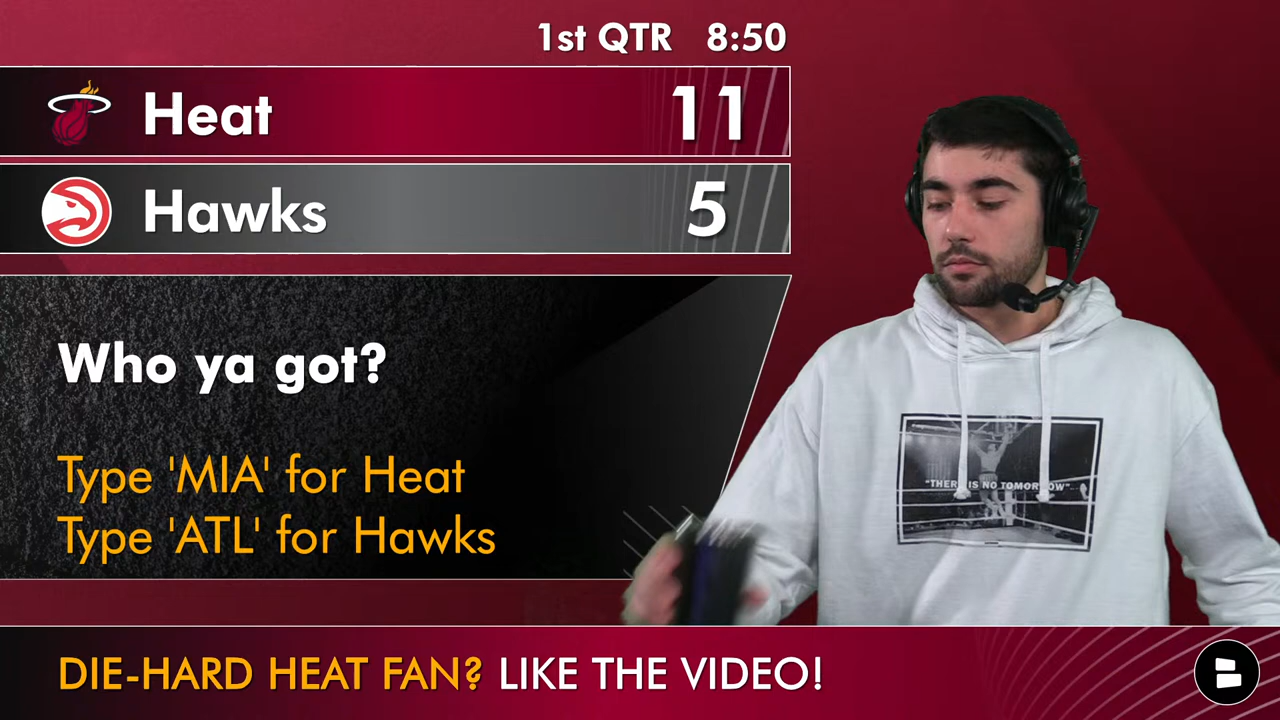 1st QTR 8:50
Heat 11
Hawks 5
Who ya got?
Type 'MIA' for Heat
Type 'ATL' for Hawks
"THERE IS NO TOMORROW"
DIE-HARD HEAT FAN? LIKE THE VIDEO!